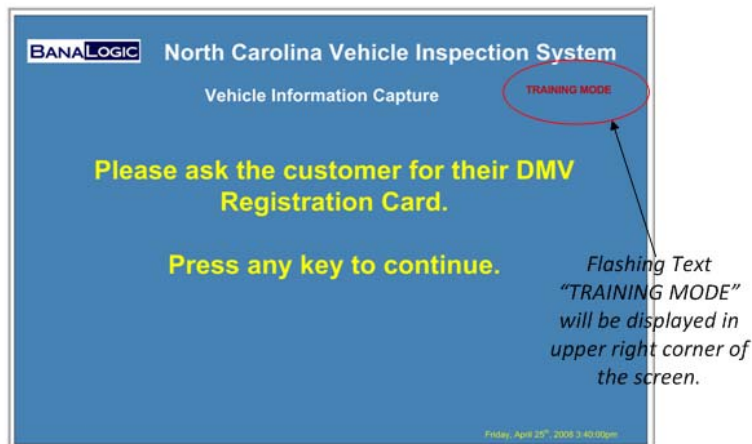 BANALOGIC North Carolina Vehicle Inspection System
Vehicle Information Capture
TRAINING MODE
Please ask the customer for their DMV
Registration Card.
Press any key to continue.
Flashing Text
“TRAINING MODE”
will be displayed in
upper right corner of
the screen.
Friday, April 25th, 2008 3:40:00pm